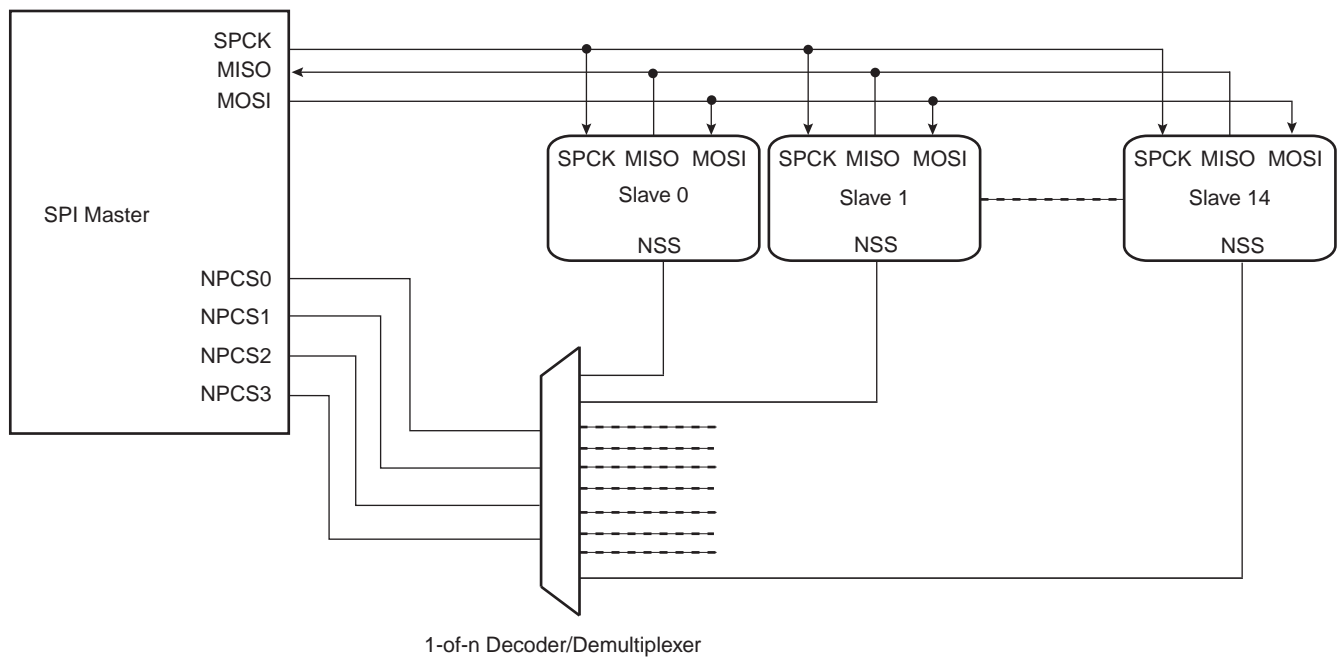 SPCK
MISO
MOSI
SPCK MISO MOSI
SPCK MISO MOSI
SPCK MISO MOSI
SPI Master
Slave 0
Slave 1
Slave 14
NSS
NSS
NSS
NPCS0
NPCS1
NPCS2
NPCS3
1-of-n Decoder/Demultiplexer